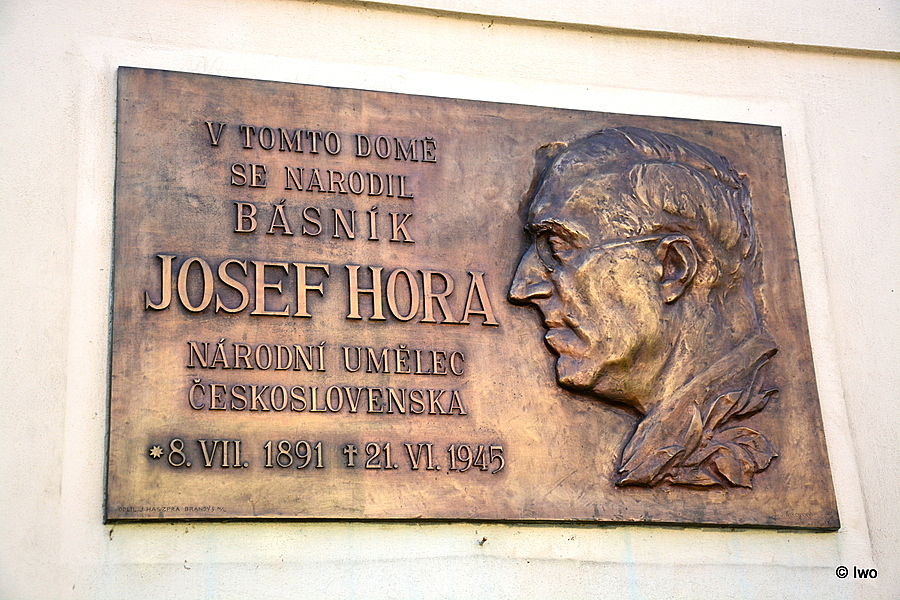 V TOMTO DOMĚ
SE NARODIL
BÁSNÍK
JOSEF HORA
NÁRODNÍ UMĚLEC
ČESKOSLOVENSKA
*8. VII. 1891 †21. VI. 1945
© Iwo